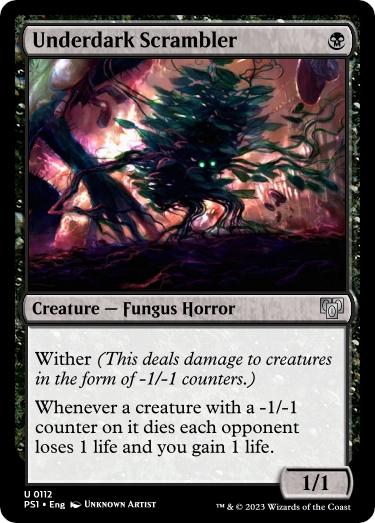 Underdark Scrambler
Creature — Fungus Horror
Wither (This deals damage to creatures
in the form of -1/-1 counters.)
Whenever a creature with a -1/-1
counter on it dies each opponent
loses 1 life and you gain 1 life.
1/1
U 0112
PS1 • Eng Unknown Artist
™ & © 2023 Wizards of the Coast